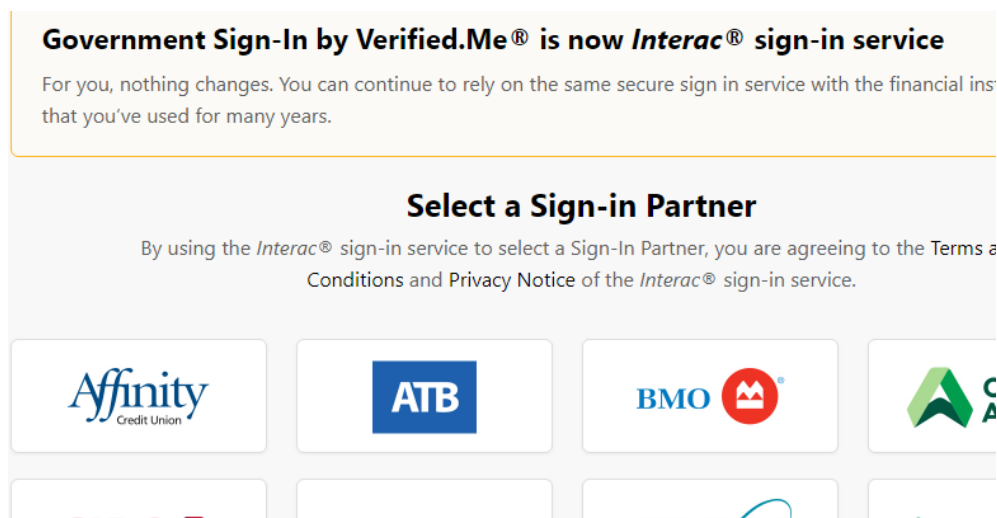 Government Sign-In by Verified.Me® is now Interac® sign-in service
For you, nothing changes. You can continue to rely on the same secure sign in service with the financial
that you've used for many years.
Select a Sign-in Partner
By using the Interac® sign-in service to select a Sign-In Partner, you are agreeing to the Terms
Conditions and Privacy Notice of the Interac® sign-in service.
Affinity
Credit Union
ATB
BMO ®